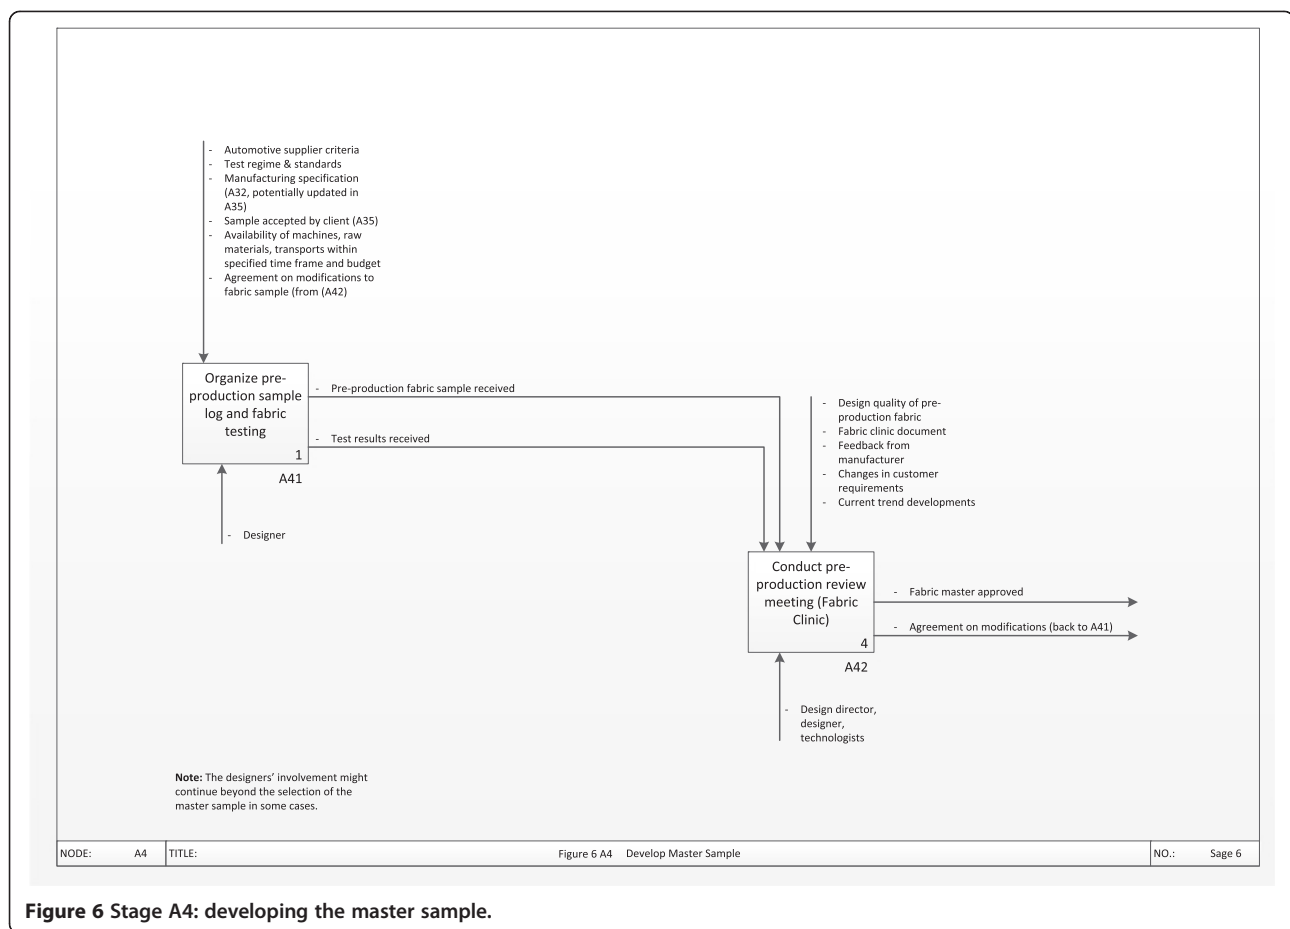 - Automotive supplier criteria
- Test regime & standards
- Manufacturing specification
(A32, potentially updated in
A35)
- Sample accepted by client (A35)
- Availability of machines, raw
materials, transports within
specified time frame and budget
- Agreement on modifications to
fabric sample (from (A42)
Organize pre-
production sample
log and fabric
testing
1
A41
- Pre-production fabric sample received
- Test results received
- Designer
- Design quality of pre-
production fabric
- Fabric clinic document
- Feedback from
manufacturer
- Changes in customer
requirements
- Current trend developments
Conduct pre-
production review
meeting (Fabric
Clinic)
4
A42
- Fabric master approved
- Agreement on modifications (back to A41)
- Design director,
designer,
technologists
Note: The designers' involvement might
continue beyond the selection of the
master sample in some cases.
NODE: A4 TITLE: Figure 6 A4 Develop Master Sample NO.: Sage 6
Figure 6 Stage A4: developing the master sample.